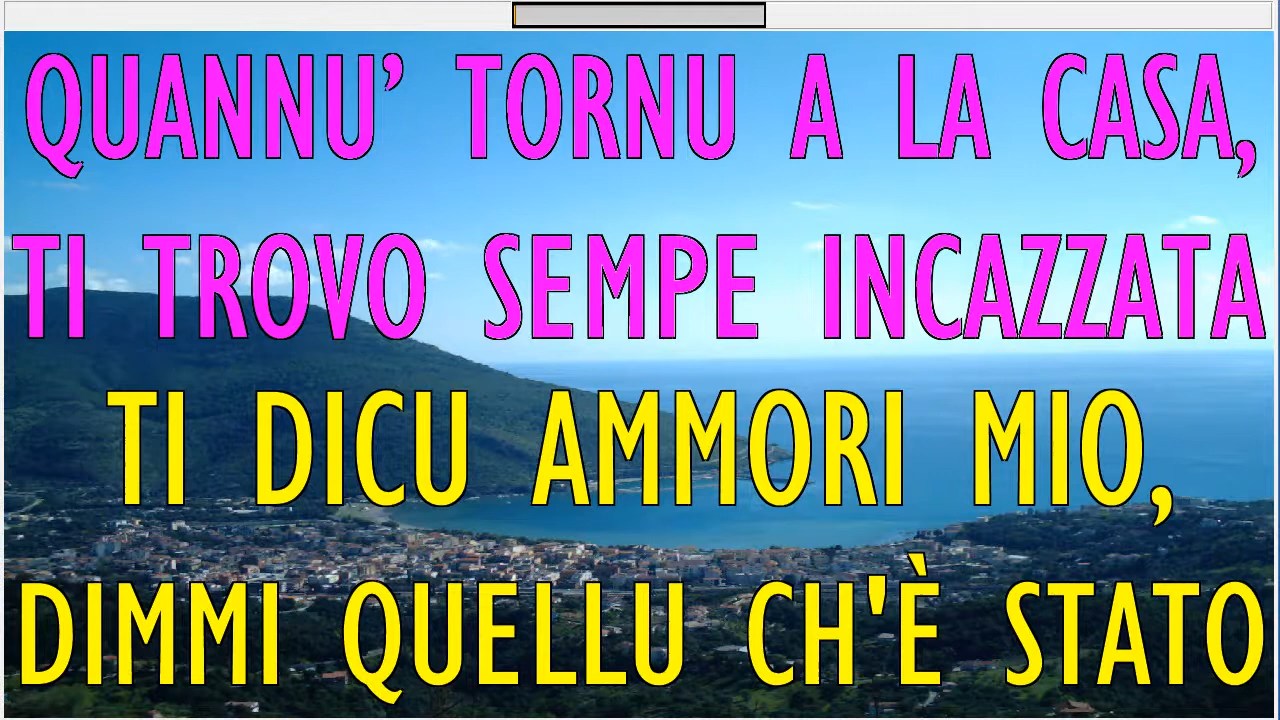 QUANNU’ TORNU A LA CASA,
TI TROVO SEMPE INCAZZATA
TI DICU AMMORI MIO,
DIMMI QUELLU CH'È STATO